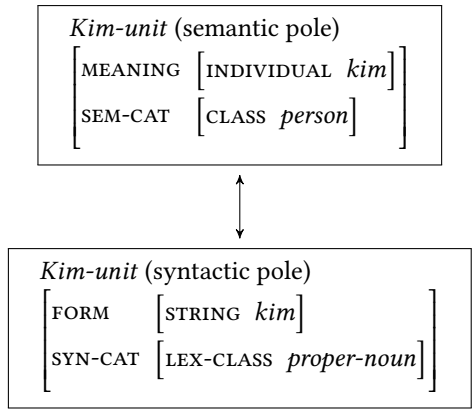 Kim-unit (semantic pole)
MEANING [INDIVIDUAL kim]
SEM-CAT [CLASS person]
Kim-unit (syntactic pole)
FORM [STRING kim]
SYN-CAT [LEX-CLASS proper-noun]